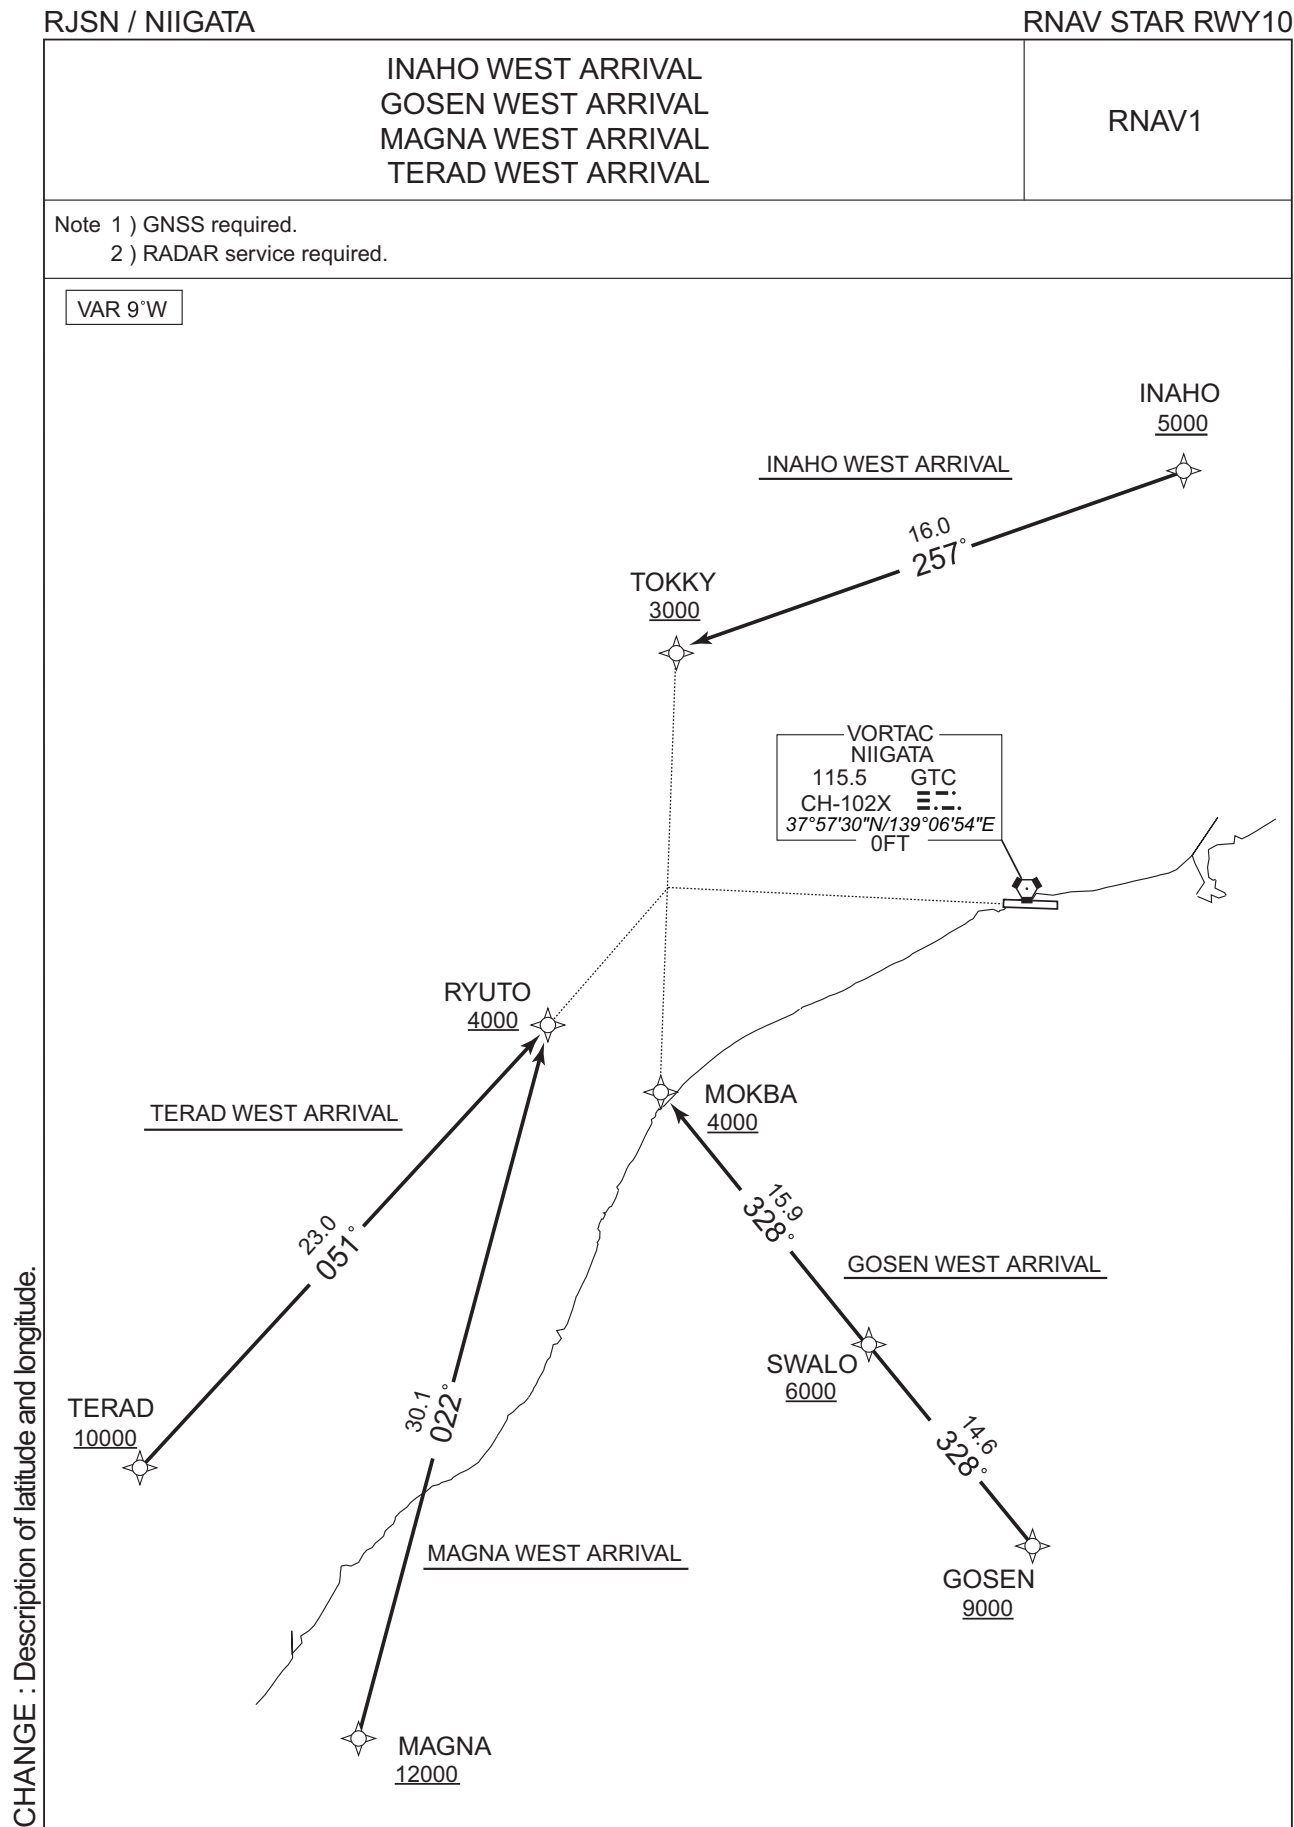 RJSN / NIIGATA
RNAV STAR RWY10
INAHO WEST ARRIVAL
GOSEN WEST ARRIVAL
MAGNA WEST ARRIVAL
TERAD WEST ARRIVAL
RNAV1
Note 1 ) GNSS required.
2 ) RADAR service required.
VAR 9°W
INAHO
5000
INAHO WEST ARRIVAL
16.0
257°
TOKKY
3000
VORTAC
NIIGATA
115.5 GTC
CH-102X
37°57'30"N/139°06'54"E
0FT
RYUTO
4000
MOKBA
4000
TERAD WEST ARRIVAL
15.9
328°
23.0
051°
GOSEN WEST ARRIVAL
SWALO
6000
30.1
022°
TERAD
10000
14.6
328°
MAGNA WEST ARRIVAL
GOSEN
9000
MAGNA
12000
CHANGE : Description of latitude and longitude.